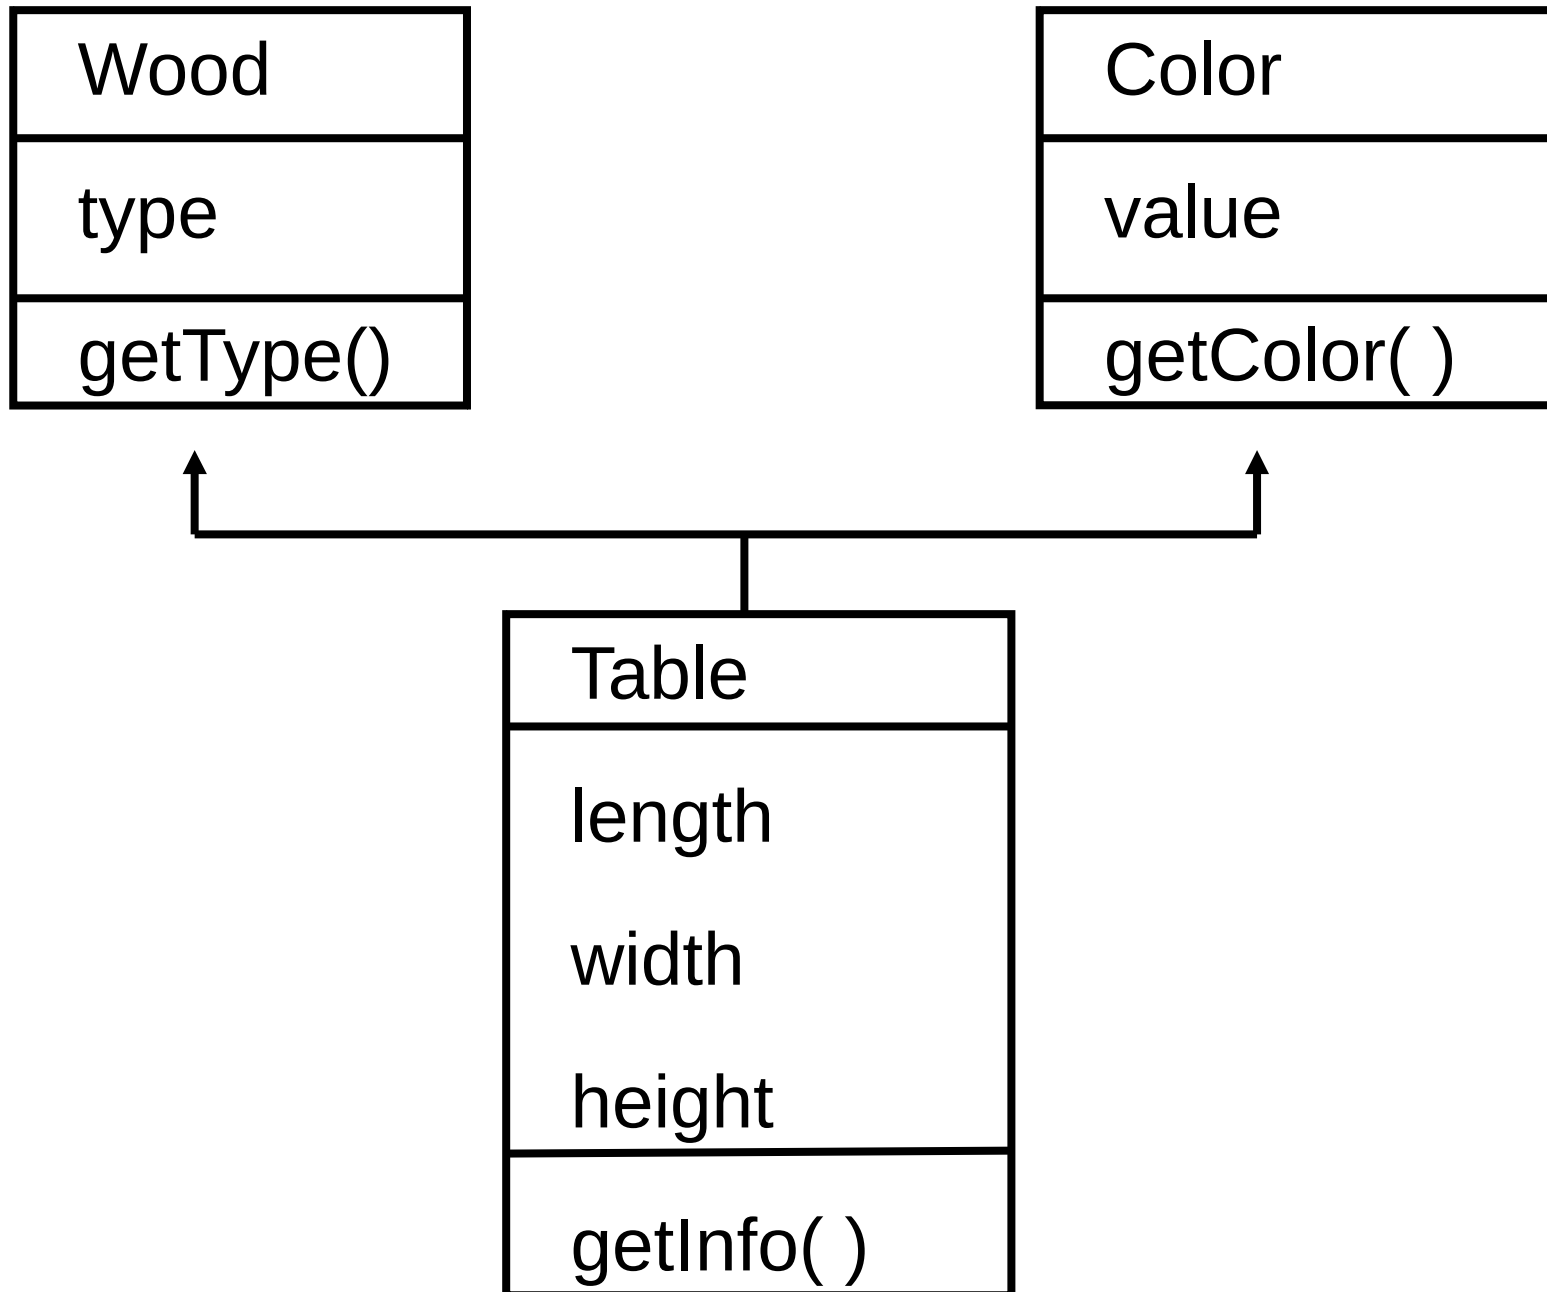 Wood
type
getType()
Color
value
getColor( )
Table
length
width
height
getInfo( )